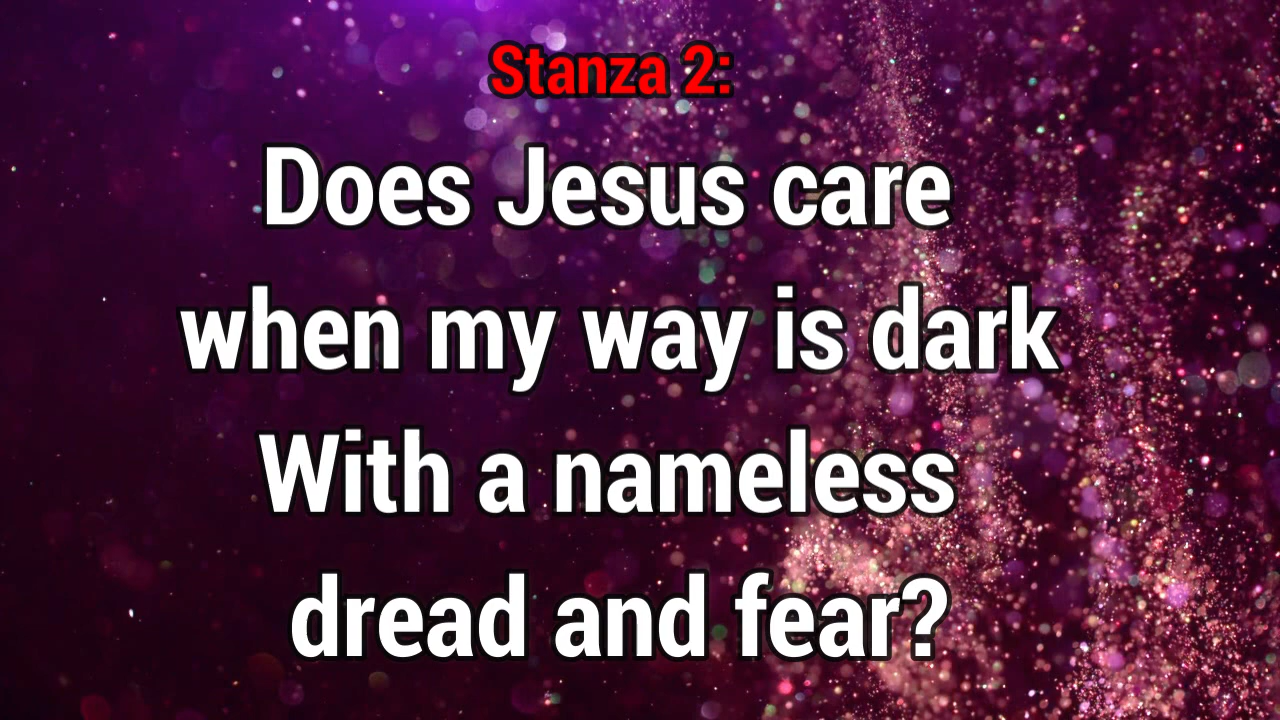 Stanza 2:
Does Jesus care
when my way is dark
With a nameless
dread and fear?